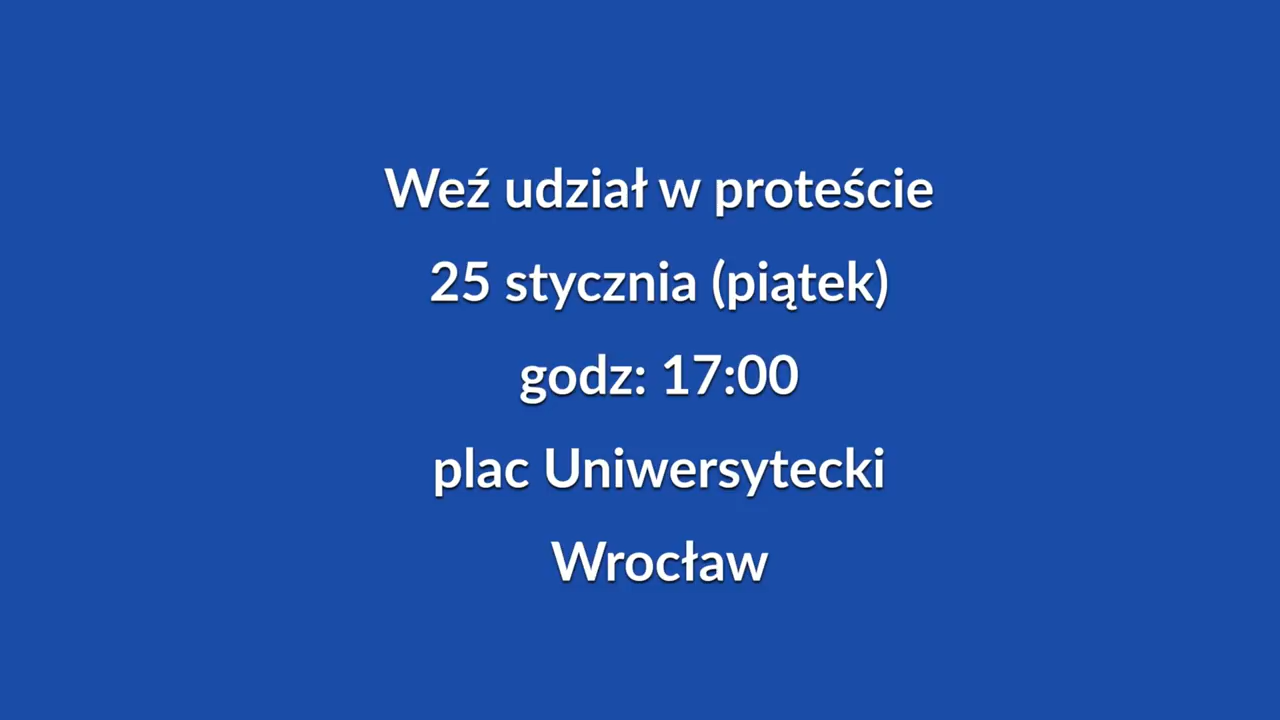 Weź udział w proteście
25 stycznia (piątek)
godz: 17:00
plac Uniwersytecki
Wrocław